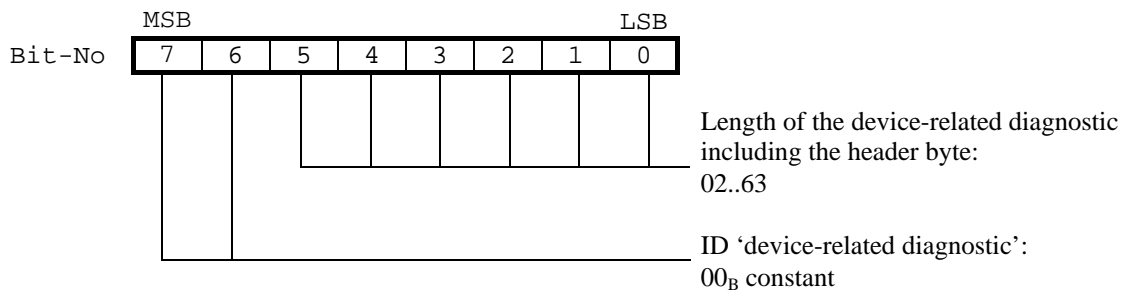 MSB LSB
Bit-No 7 6 5 4 3 2 1 0
Length of the device-related diagnostic
including the header byte:
02..63
ID ‘device-related diagnostic’:
00B constant